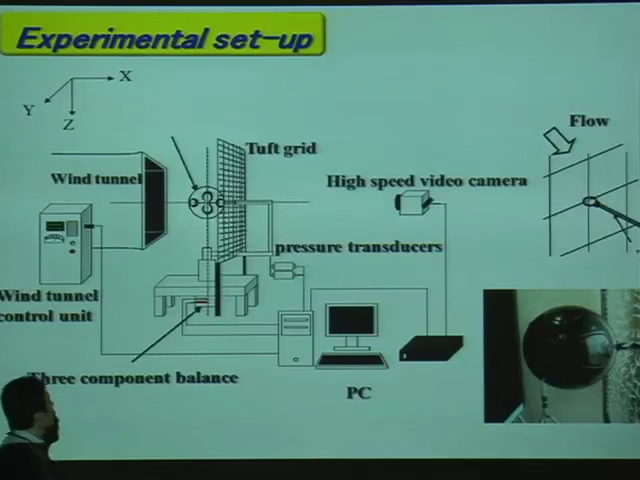 Experimental set-up
X
Y
Z
Tuft grid
Flow
Wind tunnel
High speed video camera
pressure transducers
Wind tunnel
control unit
Three component balance
PC